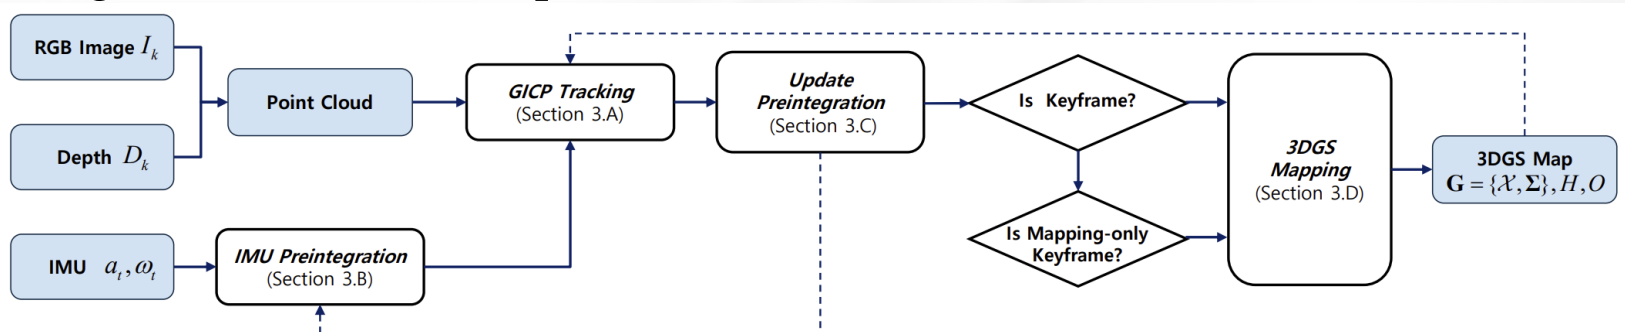 RGB Image I_k
Depth D_k
Point Cloud
IMU a_t, ω_t
IMU Preintegration
(Section 3.B)
GICP Tracking
(Section 3.A)
Update
Preintegration
(Section 3.C)
Is Keyframe?
Is Mapping-only
Keyframe?
3DGS
Mapping
(Section 3.D)
3DGS Map
G = {𝒳, Σ}, H, O